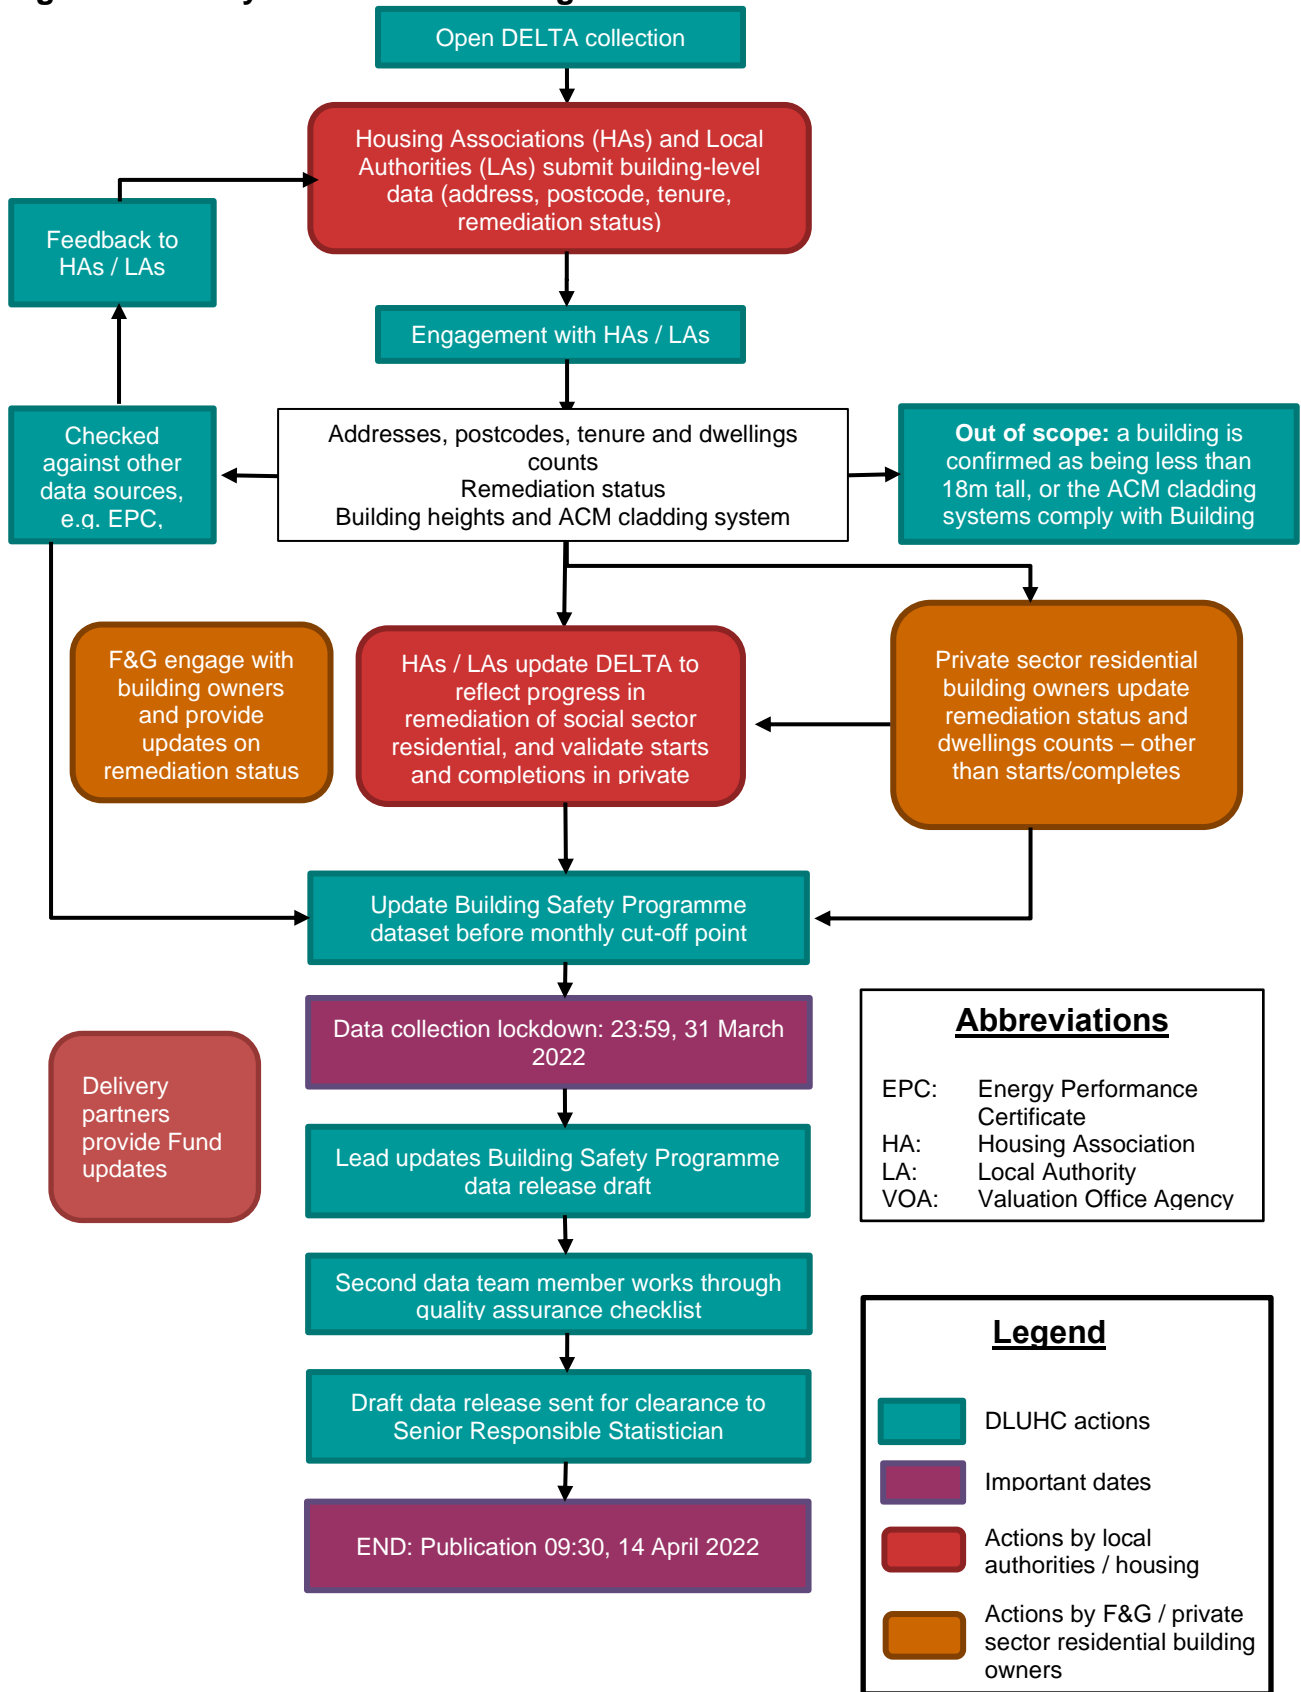 Open DELTA collection
Housing Associations (HAs) and Local
Authorities (LAs) submit building-level
data (address, postcode, tenure,
remediation status)
Feedback to
HAs / LAs
Engagement with HAs / LAs
Checked
against other
data sources,
e.g. EPC,
Addresses, postcodes, tenure and dwellings
counts
Remediation status
Building heights and ACM cladding system
Out of scope: a building is
confirmed as being less than
18m tall, or the ACM cladding
systems comply with Building
F&G engage with
building owners
and provide
updates on
remediation status
HAs / LAs update DELTA to
reflect progress in
remediation of social sector
residential, and validate starts
and completions in private
Private sector residential
building owners update
remediation status and
dwellings counts – other
than starts/completes
Update Building Safety Programme
dataset before monthly cut-off point
Data collection lockdown: 23:59, 31 March
2022
Delivery
partners
provide Fund
updates
Lead updates Building Safety Programme
data release draft
Second data team member works through
quality assurance checklist
Draft data release sent for clearance to
Senior Responsible Statistician
END: Publication 09:30, 14 April 2022
Abbreviations
EPC: Energy Performance
Certificate
HA: Housing Association
LA: Local Authority
VOA: Valuation Office Agency
Legend
DLUHC actions
Important dates
Actions by local
authorities / housing
Actions by F&G / private
sector residential building
owners